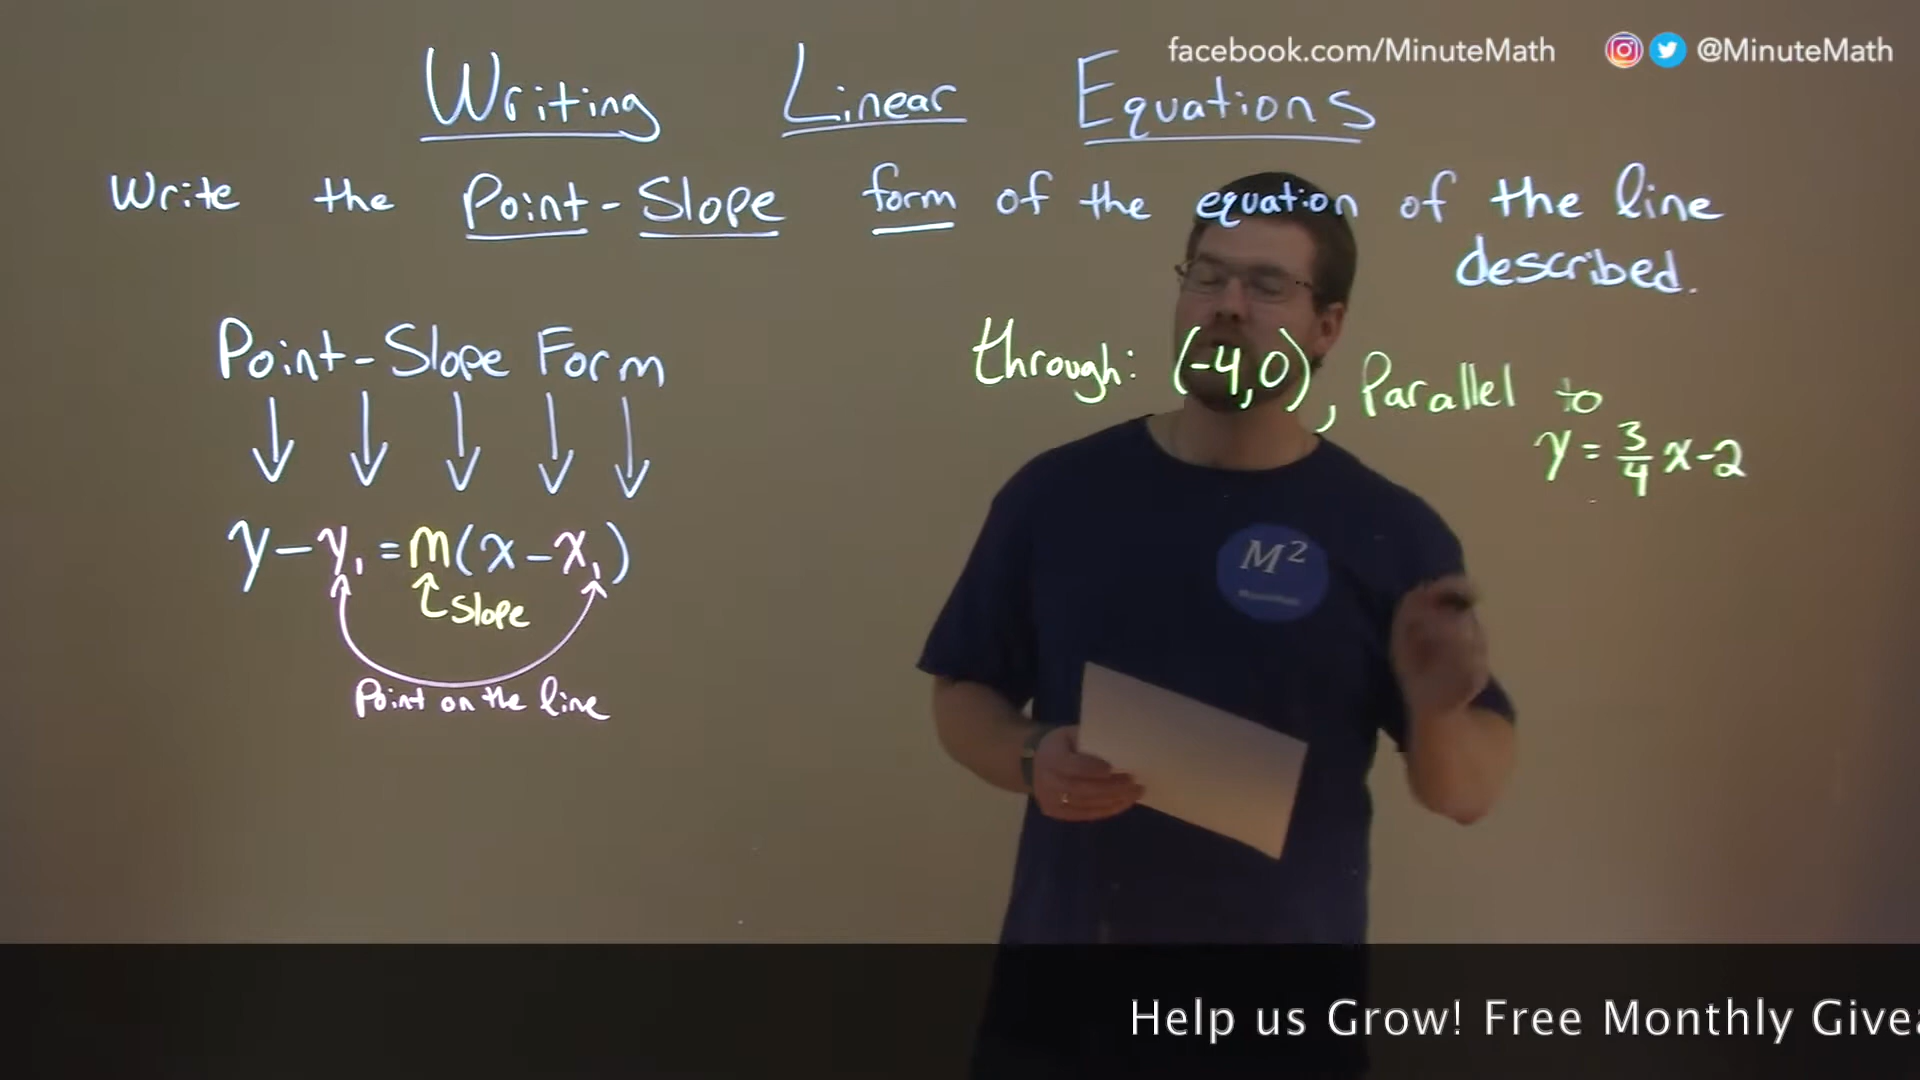 facebook.com/MinuteMath @MinuteMath
Writing Linear Equations
Write the Point-Slope form of the equation of the line
described.
Point-Slope Form
through: (-4,0), Parallel to
y = 3/4 x - 2
y - y₁ = m(x - x₁)
slope
Point on the line
M²
Help us Grow! Free Monthly Give